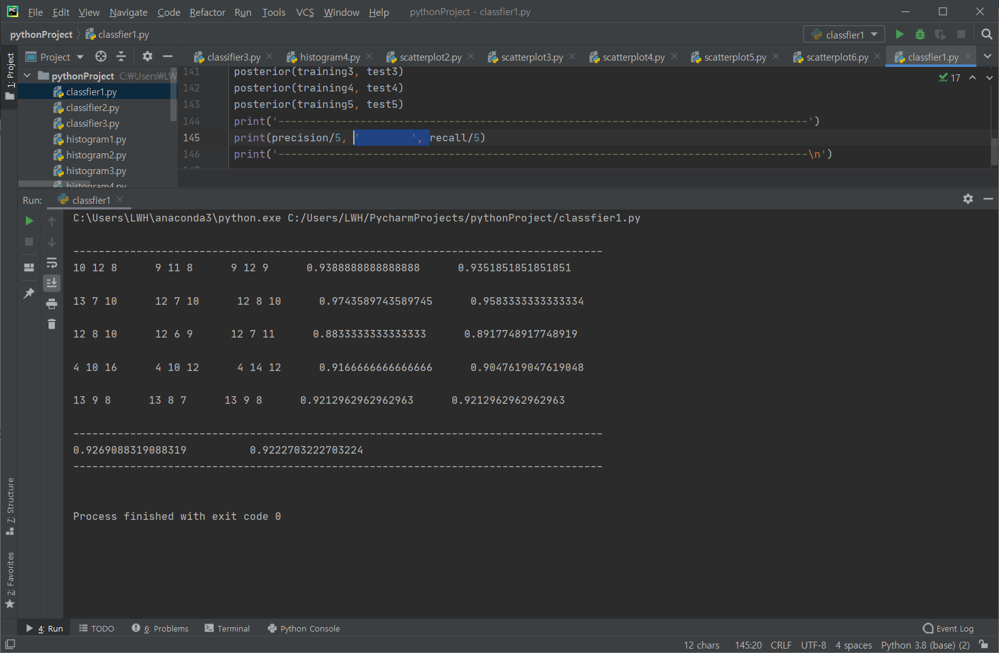 File Edit View Navigate Code Refactor Run Tools VCS Window Help pythonProject - classfier1.py
pythonProject classfier1.py classfier1
1: Project
Project classifier3.py histogram4.py scatterplot2.py scatterplot3.py scatterplot4.py scatterplot5.py scatterplot6.py classfier1.py
pythonProject C:₩Users₩LW
classfier1.py
classifier2.py
classifier3.py
histogram1.py
histogram2.py
histogram3.py
histogram4.py
17
141 posterior(training3, test3)
142 posterior(training4, test4)
143 posterior(training5, test5)
144 print('------------------------------------------------------------------------------------')
145 print(precision/5, '        ', recall/5)
146 print('------------------------------------------------------------------------------------\n')
147
Run: classfier1
C:\Users\LWH\anaconda3\python.exe C:/Users/LWH/PycharmProjects/pythonProject/classfier1.py
------------------------------------------------------------------------------------
10 12 8      9 11 8      9 12 9      0.9388888888888888      0.9351851851851851
13 7 10      12 7 10      12 8 10      0.9743589743589745      0.9583333333333334
12 8 10      12 6 9      12 7 11      0.8833333333333333      0.8917748917748919
4 10 16      4 10 12      4 14 12      0.9166666666666666      0.9047619047619048
13 9 8      13 8 7      13 9 8      0.9212962962962963      0.9212962962962963
------------------------------------------------------------------------------------
0.9269088319088319          0.9222703222703224
------------------------------------------------------------------------------------
Process finished with exit code 0
7: Structure
2: Favorites
4: Run TODO 6: Problems Terminal Python Console Event Log
12 chars 145:20 CRLF UTF-8 4 spaces Python 3.8 (base) (2)